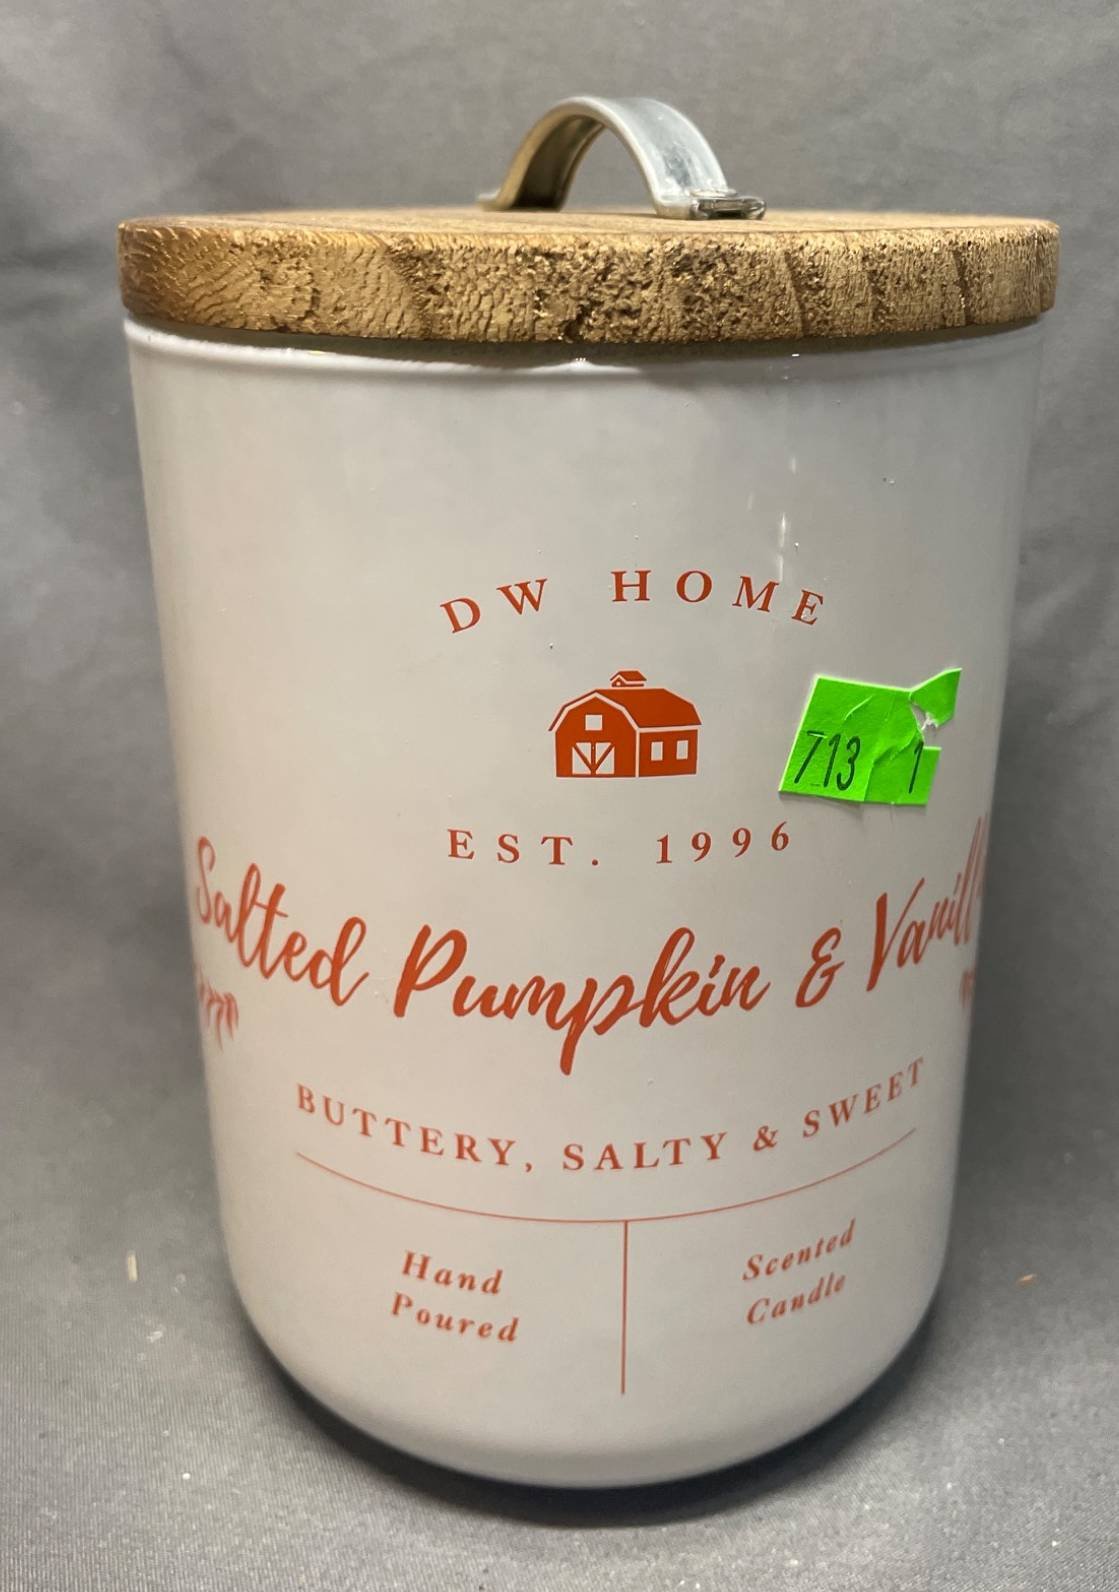 DW HOME
713 1
EST. 1996
Salted Pumpkin & Vanill
BUTTERY, SALTY & SWEET
Hand
Poured
Scented
Candle